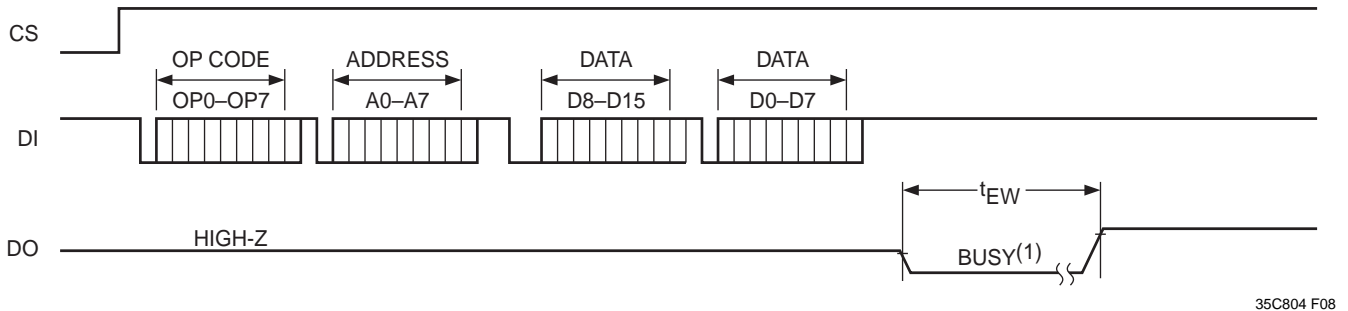 CS
OP CODE
ADDRESS
DATA
DATA
OP0–OP7
A0–A7
D8–D15
D0–D7
DI
tEW
DO
HIGH-Z
BUSY(1)
35C804 F08